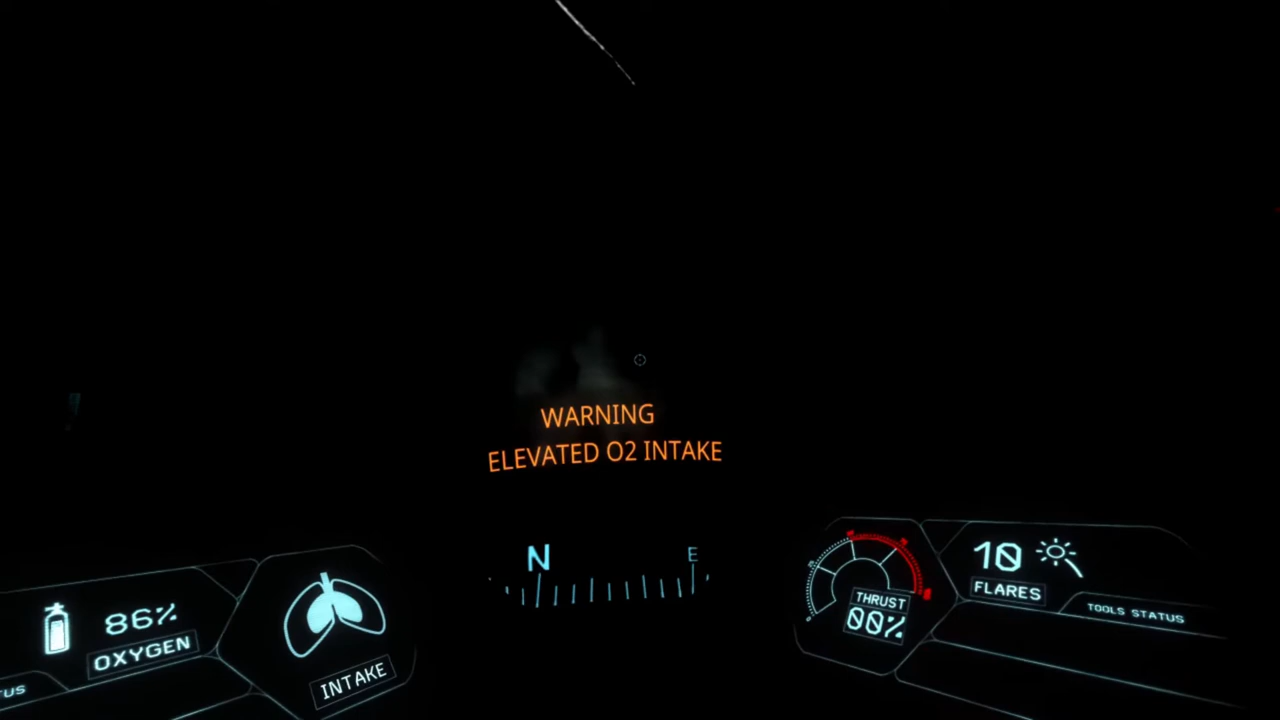 WARNING
ELEVATED O2 INTAKE
N E
86%
OXYGEN
INTAKE
THRUST
00%
10
FLARES
TOOLS STATUS